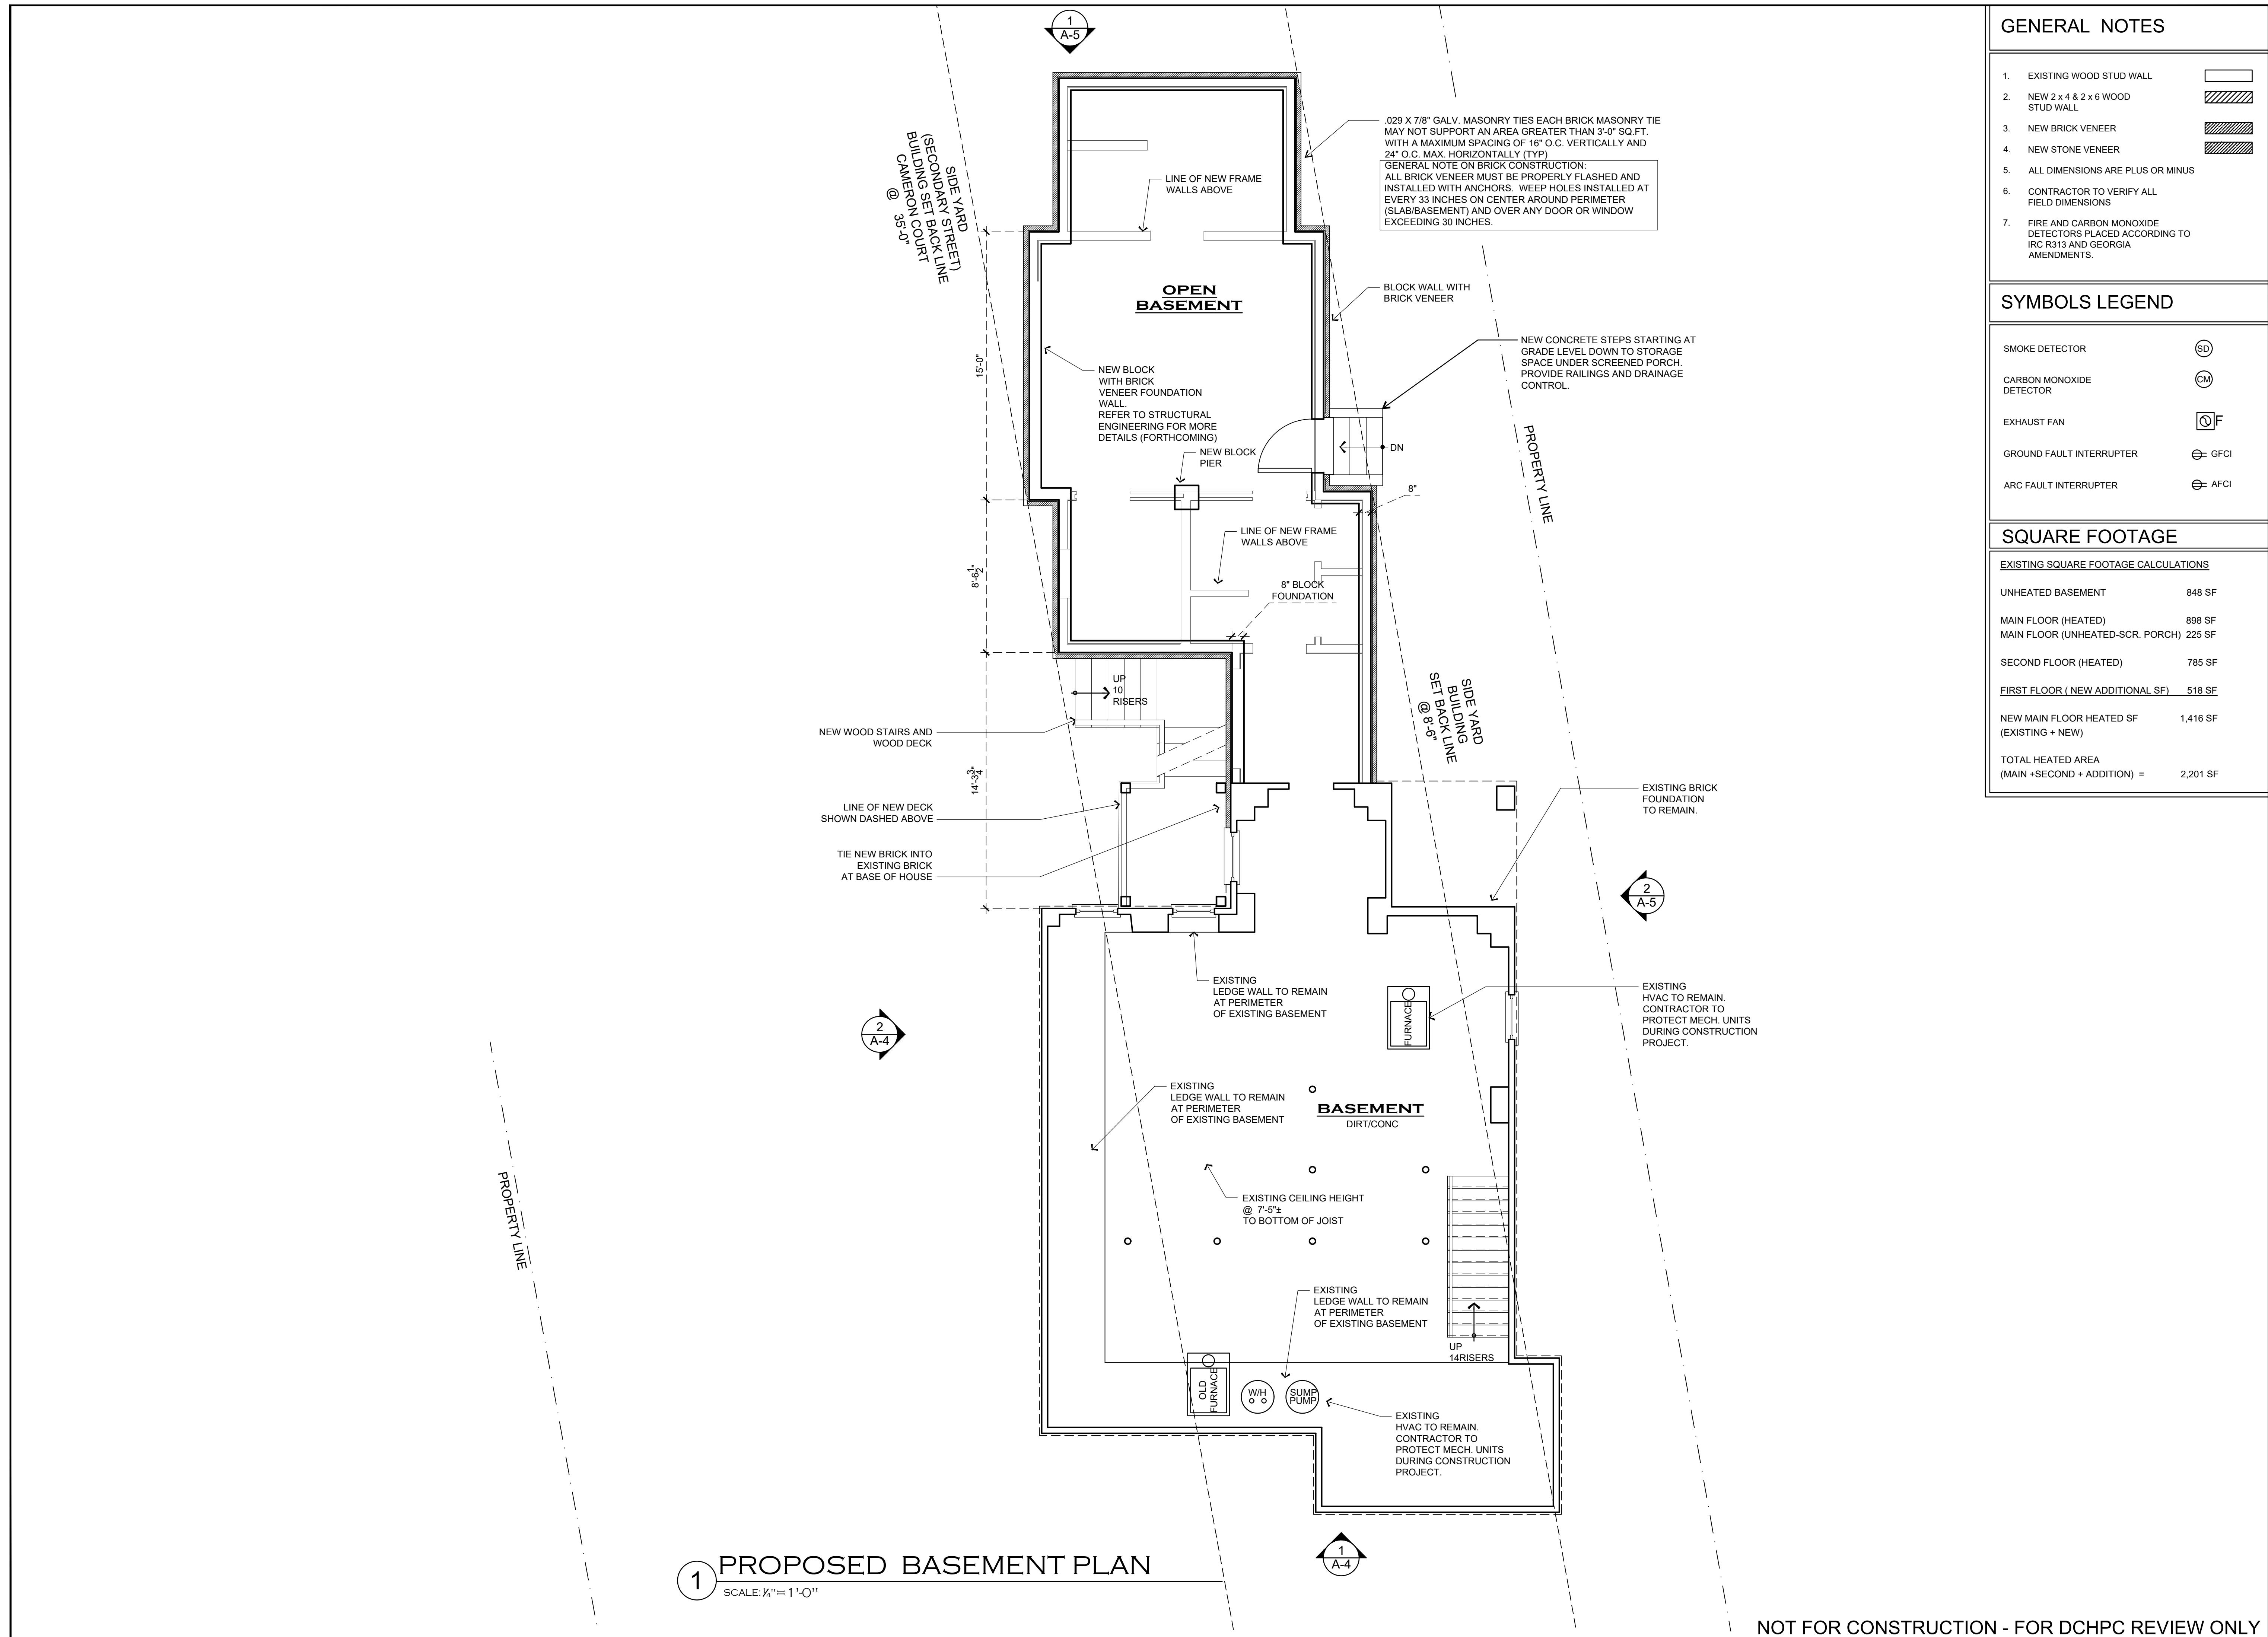 1
A-5
SIDE YARD
(SECONDARY STREET)
BUILDING SET BACK LINE
CAMERON COURT
@ 35'-0"
.029 X 7/8" GALV. MASONRY TIES EACH BRICK MASONRY TIE
MAY NOT SUPPORT AN AREA GREATER THAN 3'-0" SQ.FT.
WITH A MAXIMUM SPACING OF 16" O.C. VERTICALLY AND
24" O.C. MAX. HORIZONTALLY (TYP)
GENERAL NOTE ON BRICK CONSTRUCTION:
ALL BRICK VENEER MUST BE PROPERLY FLASHED AND
INSTALLED WITH ANCHORS. WEEP HOLES INSTALLED AT
EVERY 33 INCHES ON CENTER AROUND PERIMETER
(SLAB/BASEMENT) AND OVER ANY DOOR OR WINDOW
EXCEEDING 30 INCHES.
LINE OF NEW FRAME
WALLS ABOVE
OPEN
BASEMENT
BLOCK WALL WITH
BRICK VENEER
NEW CONCRETE STEPS STARTING AT
GRADE LEVEL DOWN TO STORAGE
SPACE UNDER SCREENED PORCH.
PROVIDE RAILINGS AND DRAINAGE
CONTROL.
15'-0"
NEW BLOCK
WITH BRICK
VENEER FOUNDATION
WALL.
REFER TO STRUCTURAL
ENGINEERING FOR MORE
DETAILS (FORTHCOMING)
NEW BLOCK
PIER
DN
PROPERTY LINE
8"
LINE OF NEW FRAME
WALLS ABOVE
8'-6 1/2"
8" BLOCK
FOUNDATION
UP
10
RISERS
SIDE YARD
BUILDING
SET BACK LINE
@ 8'-6"
NEW WOOD STAIRS AND
WOOD DECK
14'-3 3/4"
LINE OF NEW DECK
SHOWN DASHED ABOVE
EXISTING BRICK
FOUNDATION
TO REMAIN.
TIE NEW BRICK INTO
EXISTING BRICK
AT BASE OF HOUSE
2
A-5
EXISTING
LEDGE WALL TO REMAIN
AT PERIMETER
OF EXISTING BASEMENT
FURNACE
EXISTING
HVAC TO REMAIN.
CONTRACTOR TO
PROTECT MECH. UNITS
DURING CONSTRUCTION
PROJECT.
2
A-4
EXISTING
LEDGE WALL TO REMAIN
AT PERIMETER
OF EXISTING BASEMENT
BASEMENT
DIRT/CONC
PROPERTY LINE
EXISTING CEILING HEIGHT
@ 7'-5"±
TO BOTTOM OF JOIST
EXISTING
LEDGE WALL TO REMAIN
AT PERIMETER
OF EXISTING BASEMENT
UP
14RISERS
OLD
FURNACE
W/H
SUMP
PUMP
EXISTING
HVAC TO REMAIN.
CONTRACTOR TO
PROTECT MECH. UNITS
DURING CONSTRUCTION
PROJECT.
1
A-4
1
PROPOSED BASEMENT PLAN
SCALE: 1/4"=1'-0"
GENERAL NOTES
1. EXISTING WOOD STUD WALL
2. NEW 2 x 4 & 2 x 6 WOOD
STUD WALL
3. NEW BRICK VENEER
4. NEW STONE VENEER
5. ALL DIMENSIONS ARE PLUS OR MINUS
6. CONTRACTOR TO VERIFY ALL
FIELD DIMENSIONS
7. FIRE AND CARBON MONOXIDE
DETECTORS PLACED ACCORDING TO
IRC R313 AND GEORGIA
AMENDMENTS.
SYMBOLS LEGEND
SMOKE DETECTOR SD
CARBON MONOXIDE CM
DETECTOR
EXHAUST FAN F
GROUND FAULT INTERRUPTER GFCI
ARC FAULT INTERRUPTER AFCI
SQUARE FOOTAGE
EXISTING SQUARE FOOTAGE CALCULATIONS
UNHEATED BASEMENT 848 SF
MAIN FLOOR (HEATED) 898 SF
MAIN FLOOR (UNHEATED-SCR. PORCH) 225 SF
SECOND FLOOR (HEATED) 785 SF
FIRST FLOOR ( NEW ADDITIONAL SF) 518 SF
NEW MAIN FLOOR HEATED SF 1,416 SF
(EXISTING + NEW)
TOTAL HEATED AREA
(MAIN +SECOND + ADDITION) = 2,201 SF
NOT FOR CONSTRUCTION - FOR DCHPC REVIEW ONLY